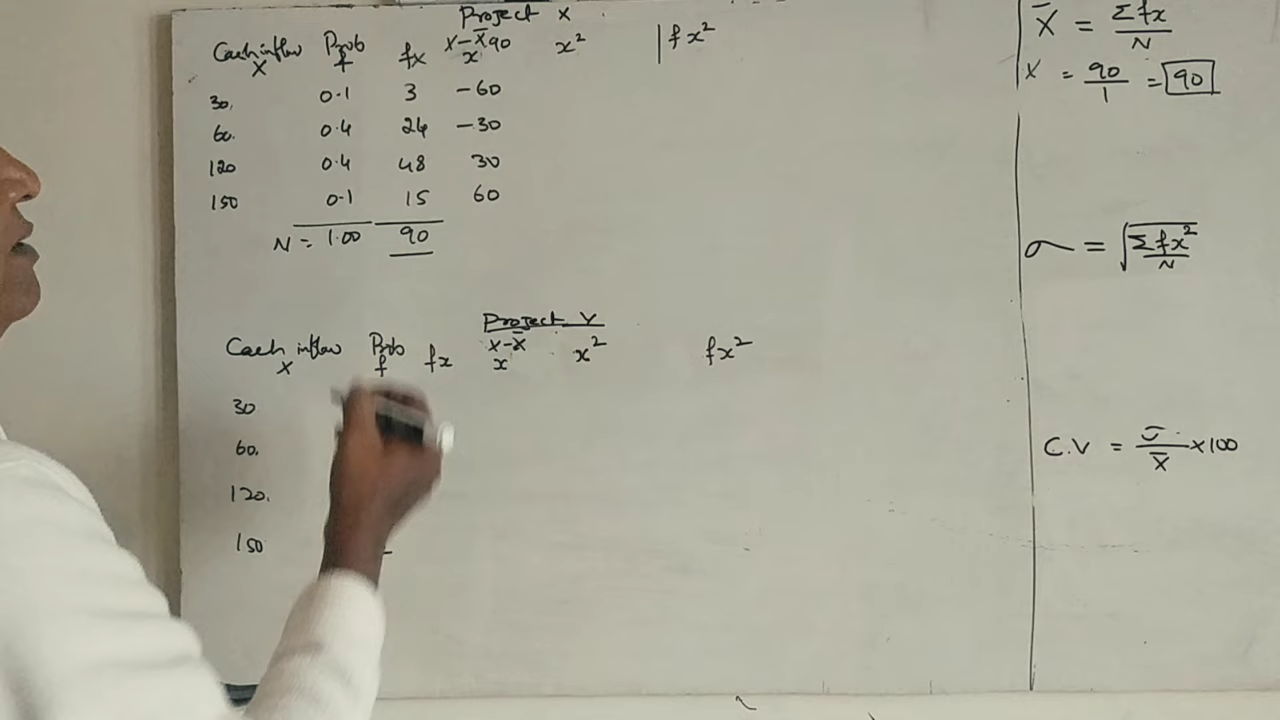 Project X
Cash inflow Prob fx X-X̄ 90 x² | fx²
X f x
30. 0.1 3 -60
60. 0.4 24 -30
120 0.4 48 30
150 0.1 15 60
N = 1.00 90
Project Y
Cash inflow Prob fx X-X̄ x² fx²
X f x
30
60.
120.
150
X̄ = Σfx/N
X = 90/1 = 90
σ = √Σfx²/N
C.V = σ/X̄ ×100